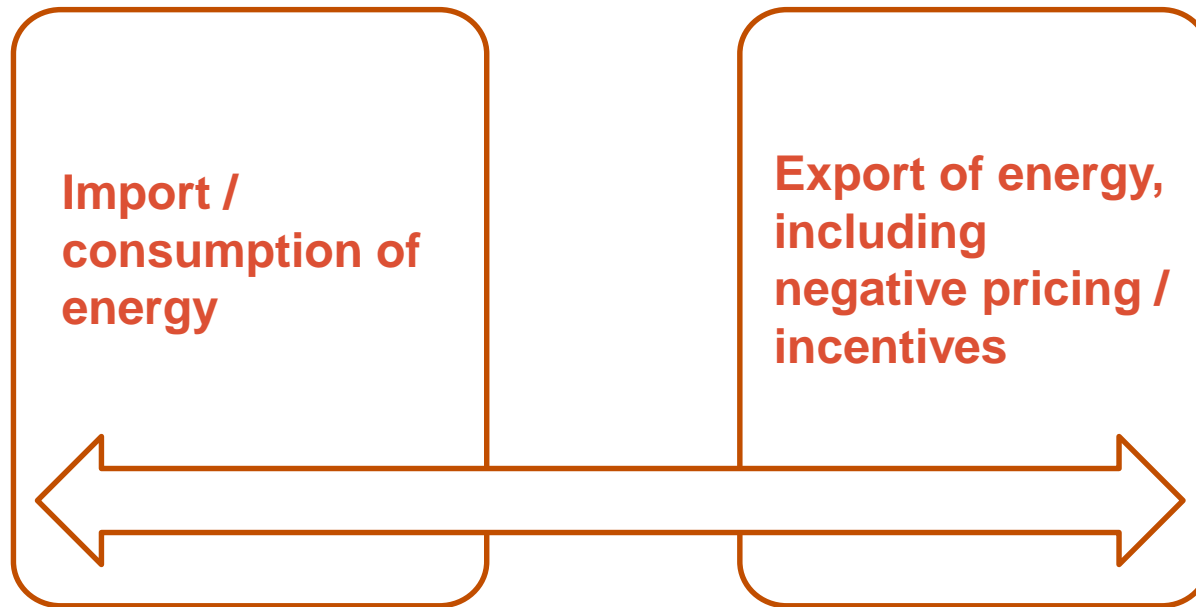 Import /
consumption of
energy
Export of energy,
including
negative pricing /
incentives